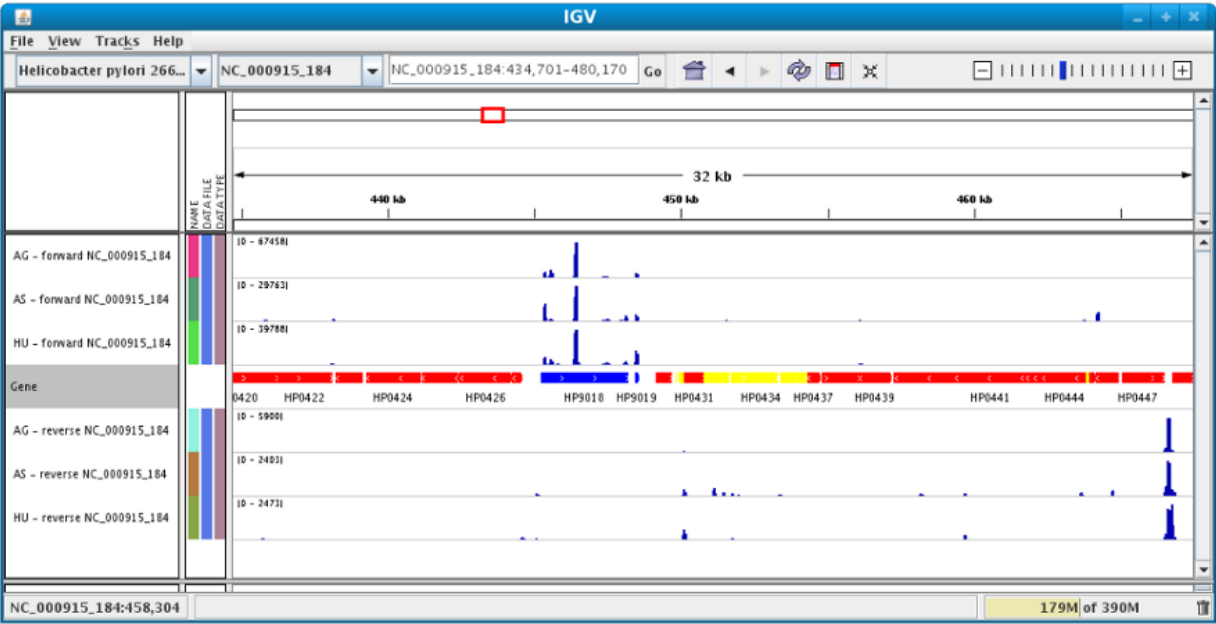 IGV
File View Tracks Help
Helicobacter pylori 266... NC_000915_184 NC_000915_184:434,701-480,170 Go
NAME
DATA FILE
DATA TYPE
32 kb
440 kb 450 kb 460 kb
[0 - 67458]
AG - forward NC_000915_184
[0 - 29763]
AS - forward NC_000915_184
[0 - 39788]
HU - forward NC_000915_184
Gene
0420 HP0422 HP0424 HP0426 HP9018 HP9019 HP0431 HP0434 HP0437 HP0439 HP0441 HP0444 HP0447
[0 - 5900]
AG - reverse NC_000915_184
[0 - 2403]
AS - reverse NC_000915_184
[0 - 2473]
HU - reverse NC_000915_184
NC_000915_184:458,304 179M of 390M